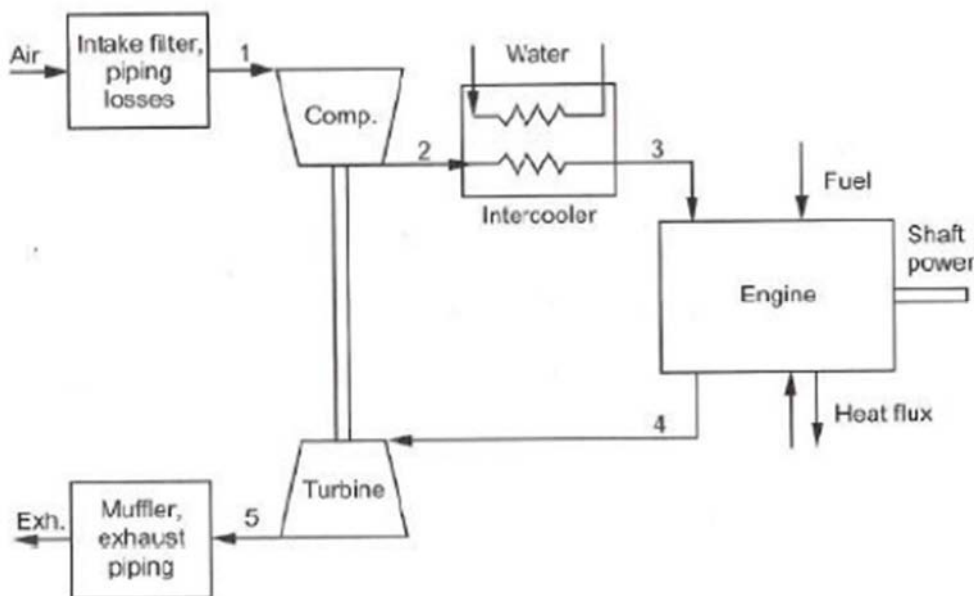 Air
Intake filter,
piping
losses
1
Comp.
2
Water
Intercooler
3
Fuel
Shaft
power
Engine
Heat flux
4
Turbine
5
Muffler,
exhaust
piping
Exh.